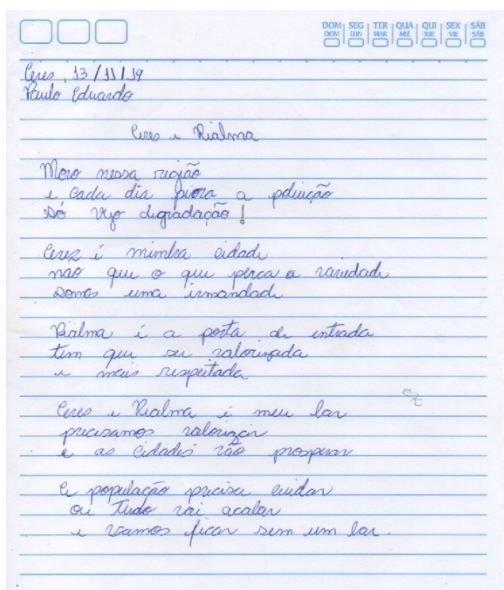 DOM SEG TER QUA QUI SEX SÁB
DOM LUN MAR MIÉ JUE VIE SÁB
Ceres, 13/11/19
Paulo Eduardo
Ceres e Rialma
Moro nessa região
e cada dia piora a poluição
só vejo degradação!
Ceres é minha cidade
não que o que perca a vaidade
somos uma irmandade
Rialma é a porta de entrada
tem que ser valorizada
e mais respeitada
Ceres e Rialma é meu lar
precisamos valorizar
e as cidades vão prosperar
A população precisa cuidar
ou tudo vai acabar
e vamos ficar sem um lar.